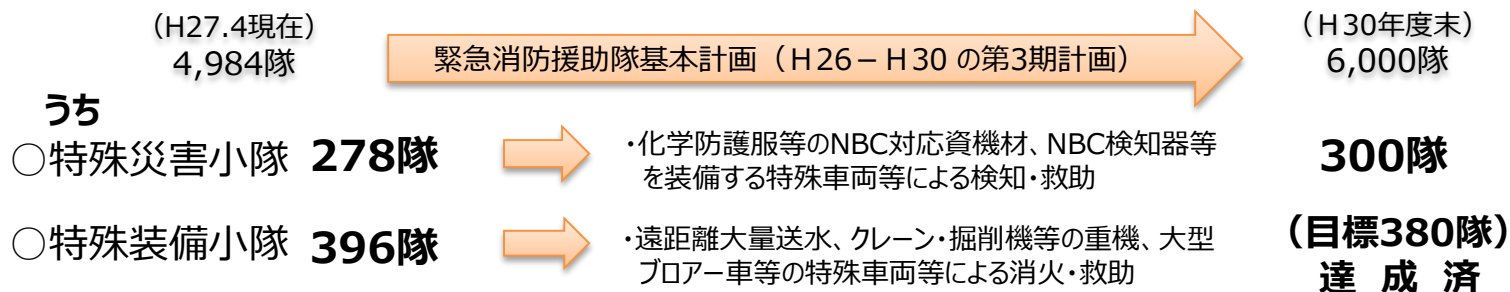 (H27.4現在)
4,984隊
緊急消防援助隊基本計画(H26-H30 の第3期計画)
(H30年度末)
6,000隊
うち
○特殊災害小隊 278隊
・化学防護服等のNBC対応資機材、NBC検知器等
を装備する特殊車両等による検知・救助
300隊
○特殊装備小隊 396隊
・遠距離大量送水、クレーン・掘削機等の重機、大型
ブロアー車等の特殊車両等による消火・救助
(目標380隊)
達 成 済